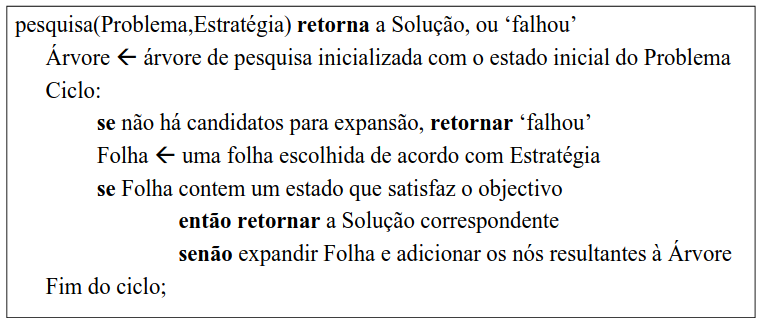 pesquisa(Problema,Estratégia) retorna a Solução, ou ‘falhou’
Árvore ← árvore de pesquisa inicializada com o estado inicial do Problema
Ciclo:
se não há candidatos para expansão, retornar ‘falhou’
Folha ← uma folha escolhida de acordo com Estratégia
se Folha contem um estado que satisfaz o objectivo
então retornar a Solução correspondente
senão expandir Folha e adicionar os nós resultantes à Árvore
Fim do ciclo;